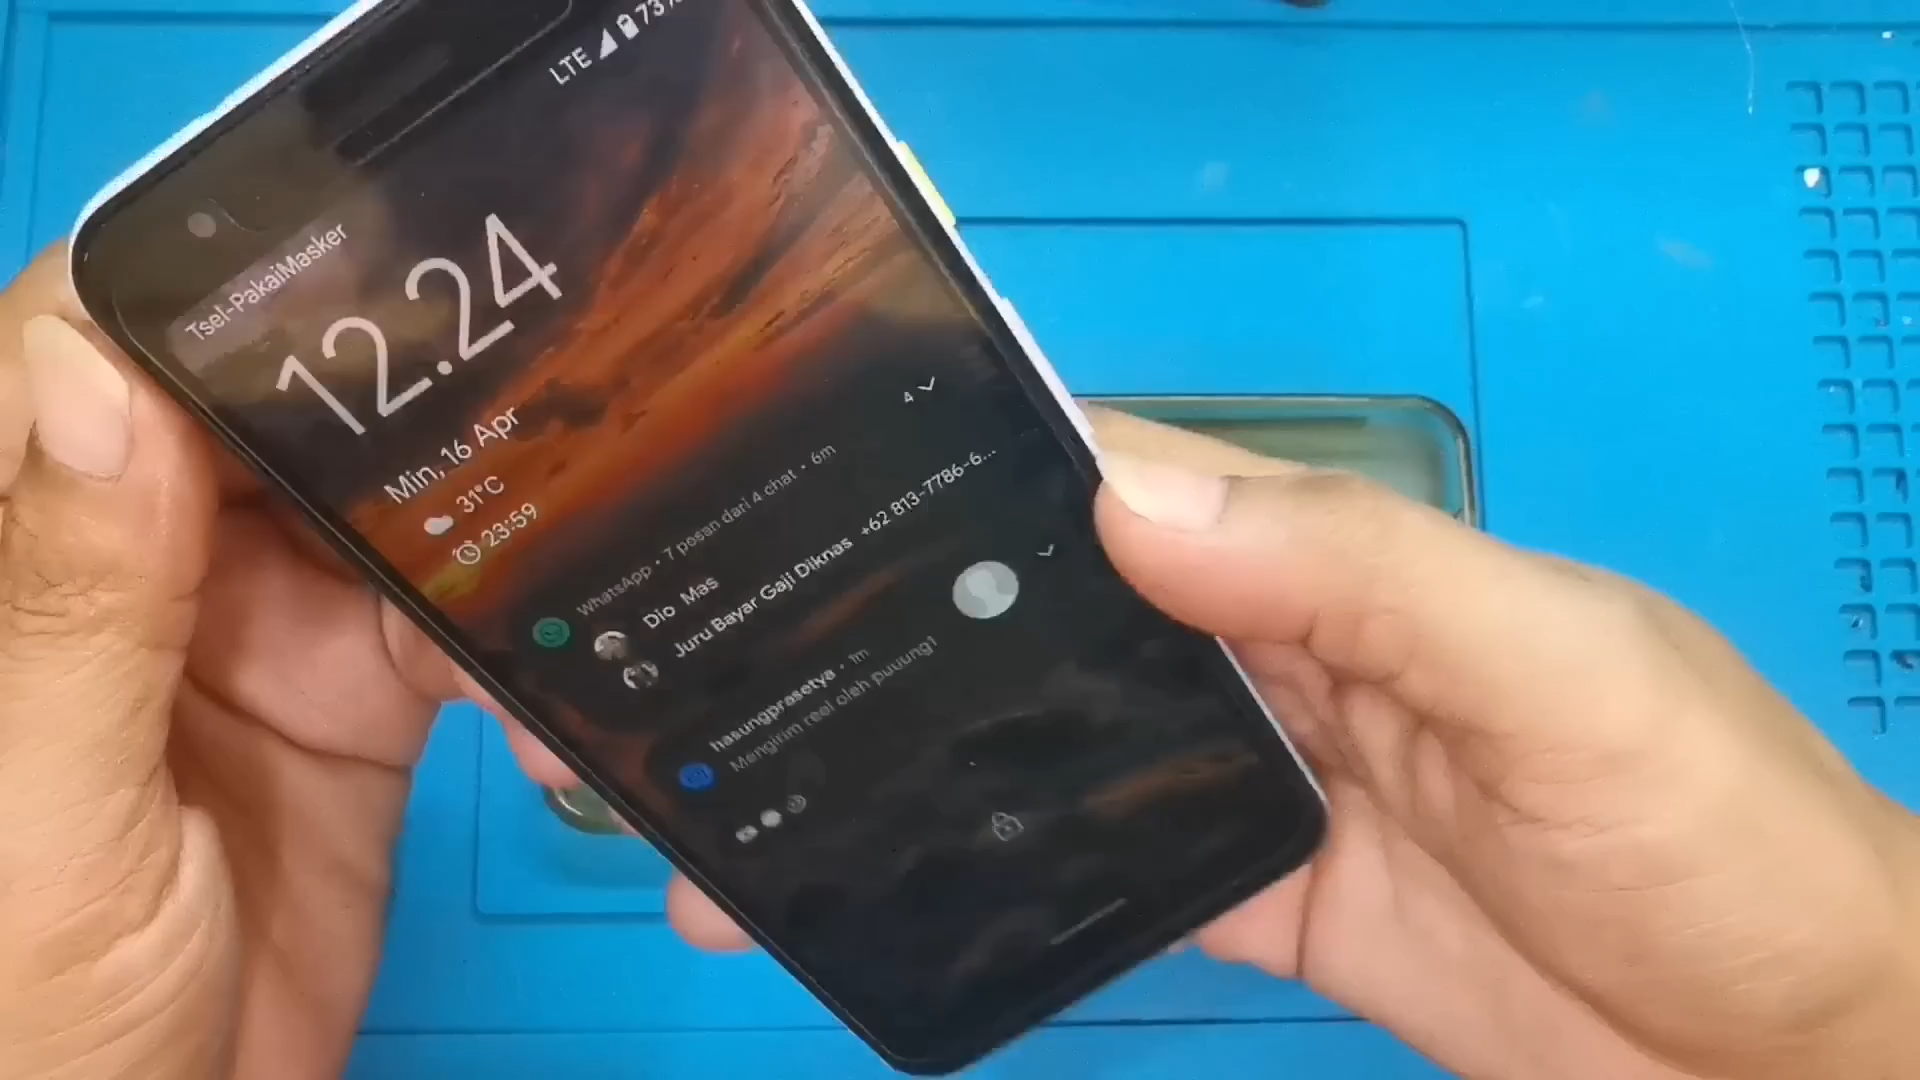 LTE 73%
Tsel-PakaiMasker
12.24
Min, 16 Apr
31°C
23:59
4
WhatsApp • 7 pesan dari 4 chat • 6m
Dio Mas
Juru Bayar Gaji Diknas +62 813-7786-6...
hasungprasetya • 1m
Mengirim reel oleh puuung1